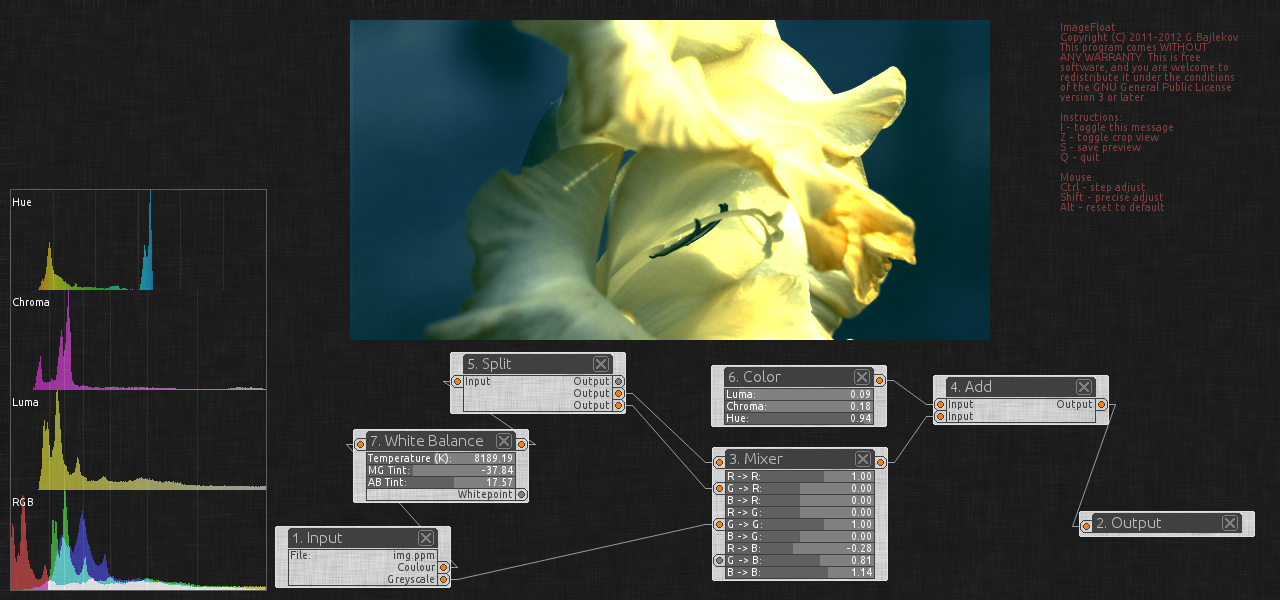 ImageFloat
Copyright (C) 2011-2012 G.Bajlekov
This program comes WITHOUT
ANY WARRANTY. This is free
software, and you are welcome to
redistribute it under the conditions
of the GNU General Public License
version 3 or later.
Instructions:
I - toggle this message
Z - toggle crop view
S - save preview
Q - quit
Mouse:
Ctrl - step adjust
Shift - precise adjust
Alt - reset to default
Hue
Chroma
Luma
RGB
5. Split
Input Output
Output
Output
7. White Balance
Temperature (K): 8189.19
MG Tint: -37.84
AB Tint: 17.57
Whitepoint
1. Input
File: img.ppm
Coulour
Greyscale
6. Color
Luma: 0.09
Chroma: 0.18
Hue: 0.94
3. Mixer
R -> R: 1.00
G -> R: 0.00
B -> R: 0.00
R -> G: 0.00
G -> G: 1.00
B -> G: 0.00
R -> B: -0.28
G -> B: 0.81
B -> B: 1.14
4. Add
Input Output
Input
2. Output